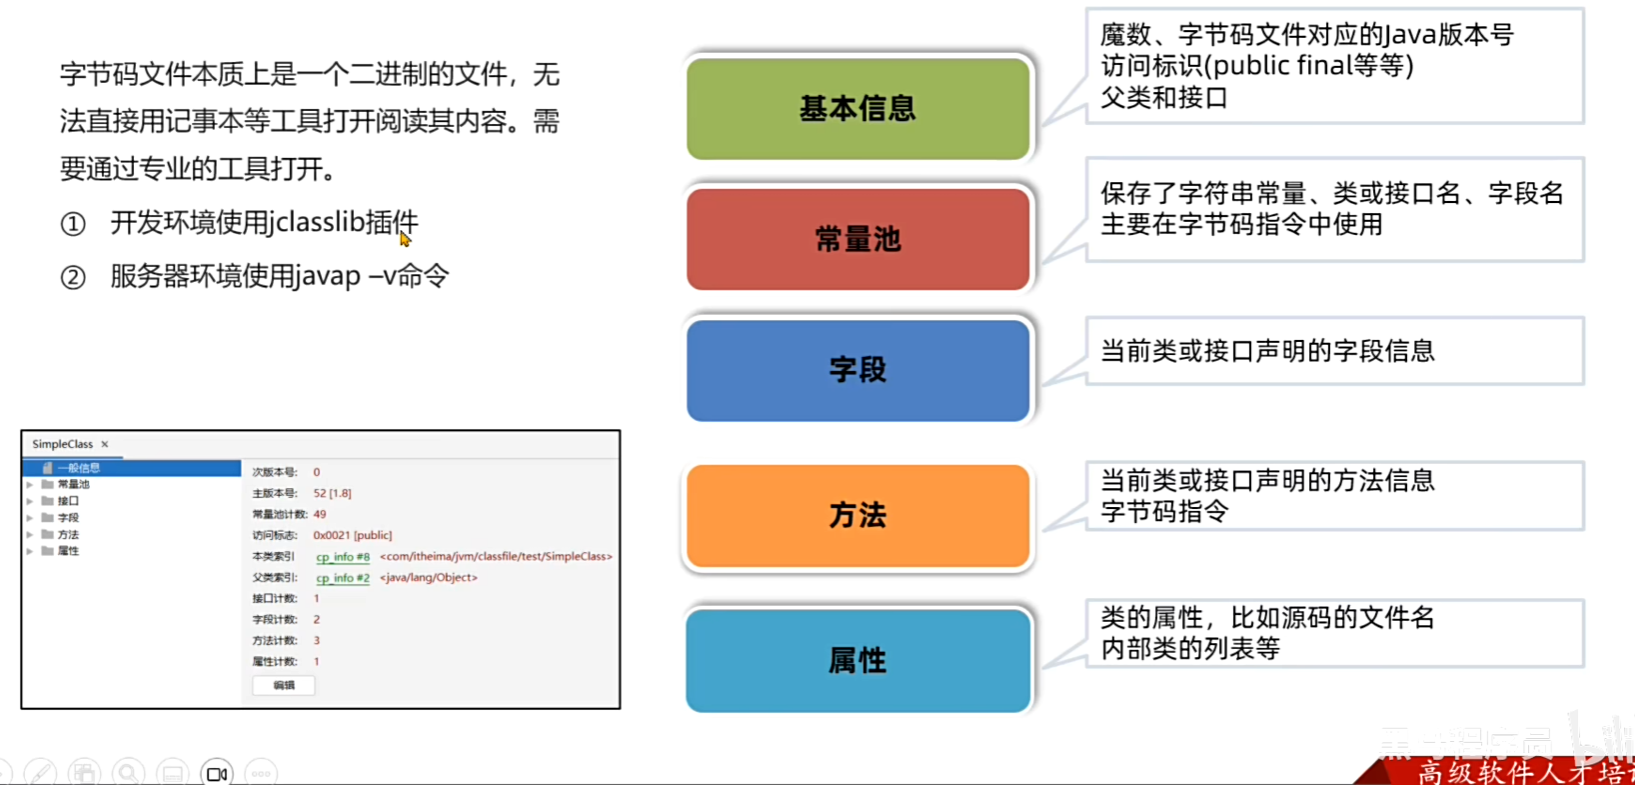 字节码文件本质上是一个二进制的文件，无
法直接用记事本等工具打开阅读其内容。需
要通过专业的工具打开。
① 开发环境使用jclasslib插件
② 服务器环境使用javap –v命令
基本信息
魔数、字节码文件对应的Java版本号
访问标识(public final等等)
父类和接口
常量池
保存了字符串常量、类或接口名、字段名
主要在字节码指令中使用
字段
当前类或接口声明的字段信息
方法
当前类或接口声明的方法信息
字节码指令
属性
类的属性，比如源码的文件名
内部类的列表等
SimpleClass ×
一般信息
常量池
接口
字段
方法
属性
次版本号: 0
主版本号: 52 [1.8]
常量池计数: 49
访问标志: 0x0021 [public]
本类索引 cp_info #8 <com/itheima/jvm/classfile/test/SimpleClass>
父类索引: cp_info #2 <java/lang/Object>
接口计数: 1
字段计数: 2
方法计数: 3
属性计数: 1
编辑
黑马程序员
高级软件人才培